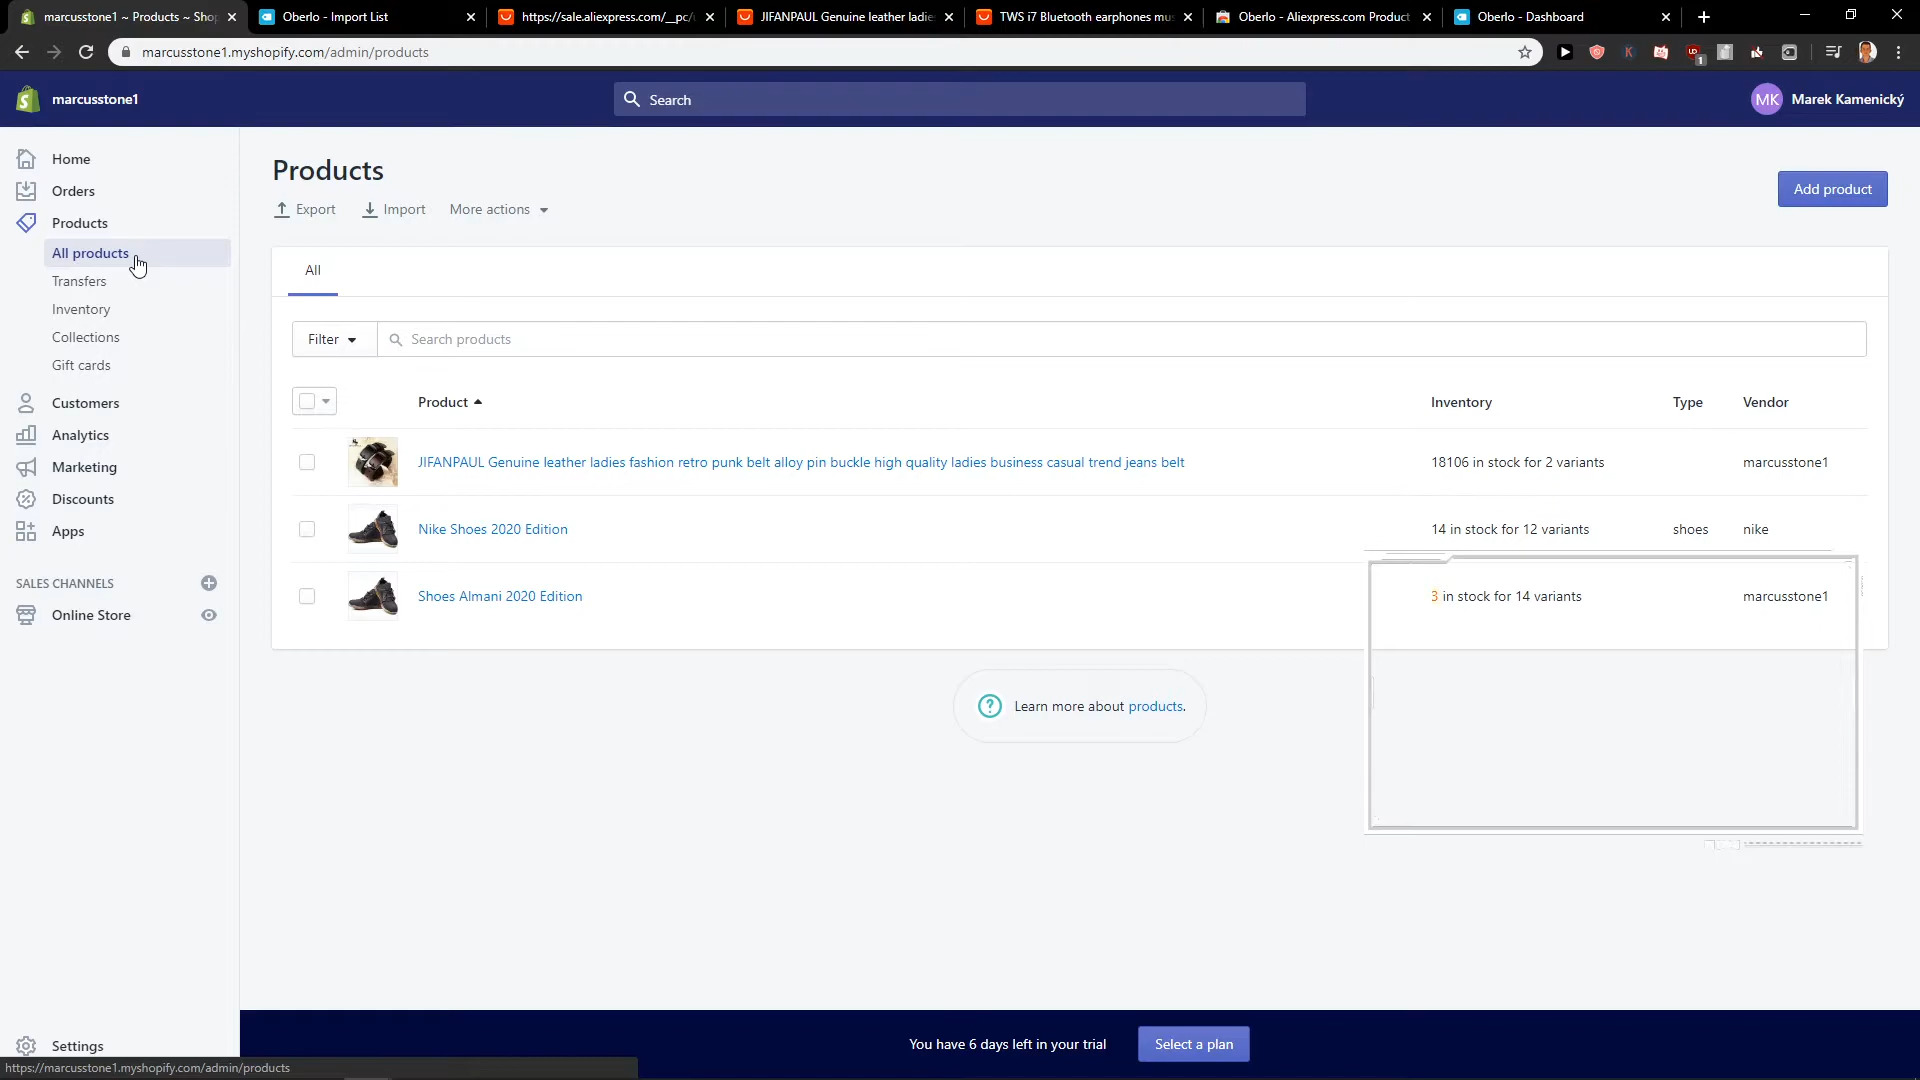 marcusstone1 ~ Products ~ Shop
Oberlo - Import List
https://sale.aliexpress.com/__pc/
JIFANPAUL Genuine leather ladie
TWS i7 Bluetooth earphones mu
Oberlo - Aliexpress.com Product
Oberlo - Dashboard
marcusstone1.myshopify.com/admin/products
K
1
marcusstone1
Search
MK
Marek Kamenický
Home
Orders
Products
All products
Transfers
Inventory
Collections
Gift cards
Customers
Analytics
Marketing
Discounts
Apps
SALES CHANNELS
Online Store
Settings
Products
Export
Import
More actions
Add product
All
Filter
Search products
Product
Inventory
Type
Vendor
JIFANPAUL Genuine leather ladies fashion retro punk belt alloy pin buckle high quality ladies business casual trend jeans belt
18106 in stock for 2 variants
marcusstone1
Nike Shoes 2020 Edition
14 in stock for 12 variants
shoes
nike
Shoes Almani 2020 Edition
3 in stock for 14 variants
marcusstone1
Learn more about products.
You have 6 days left in your trial
Select a plan
https://marcusstone1.myshopify.com/admin/products